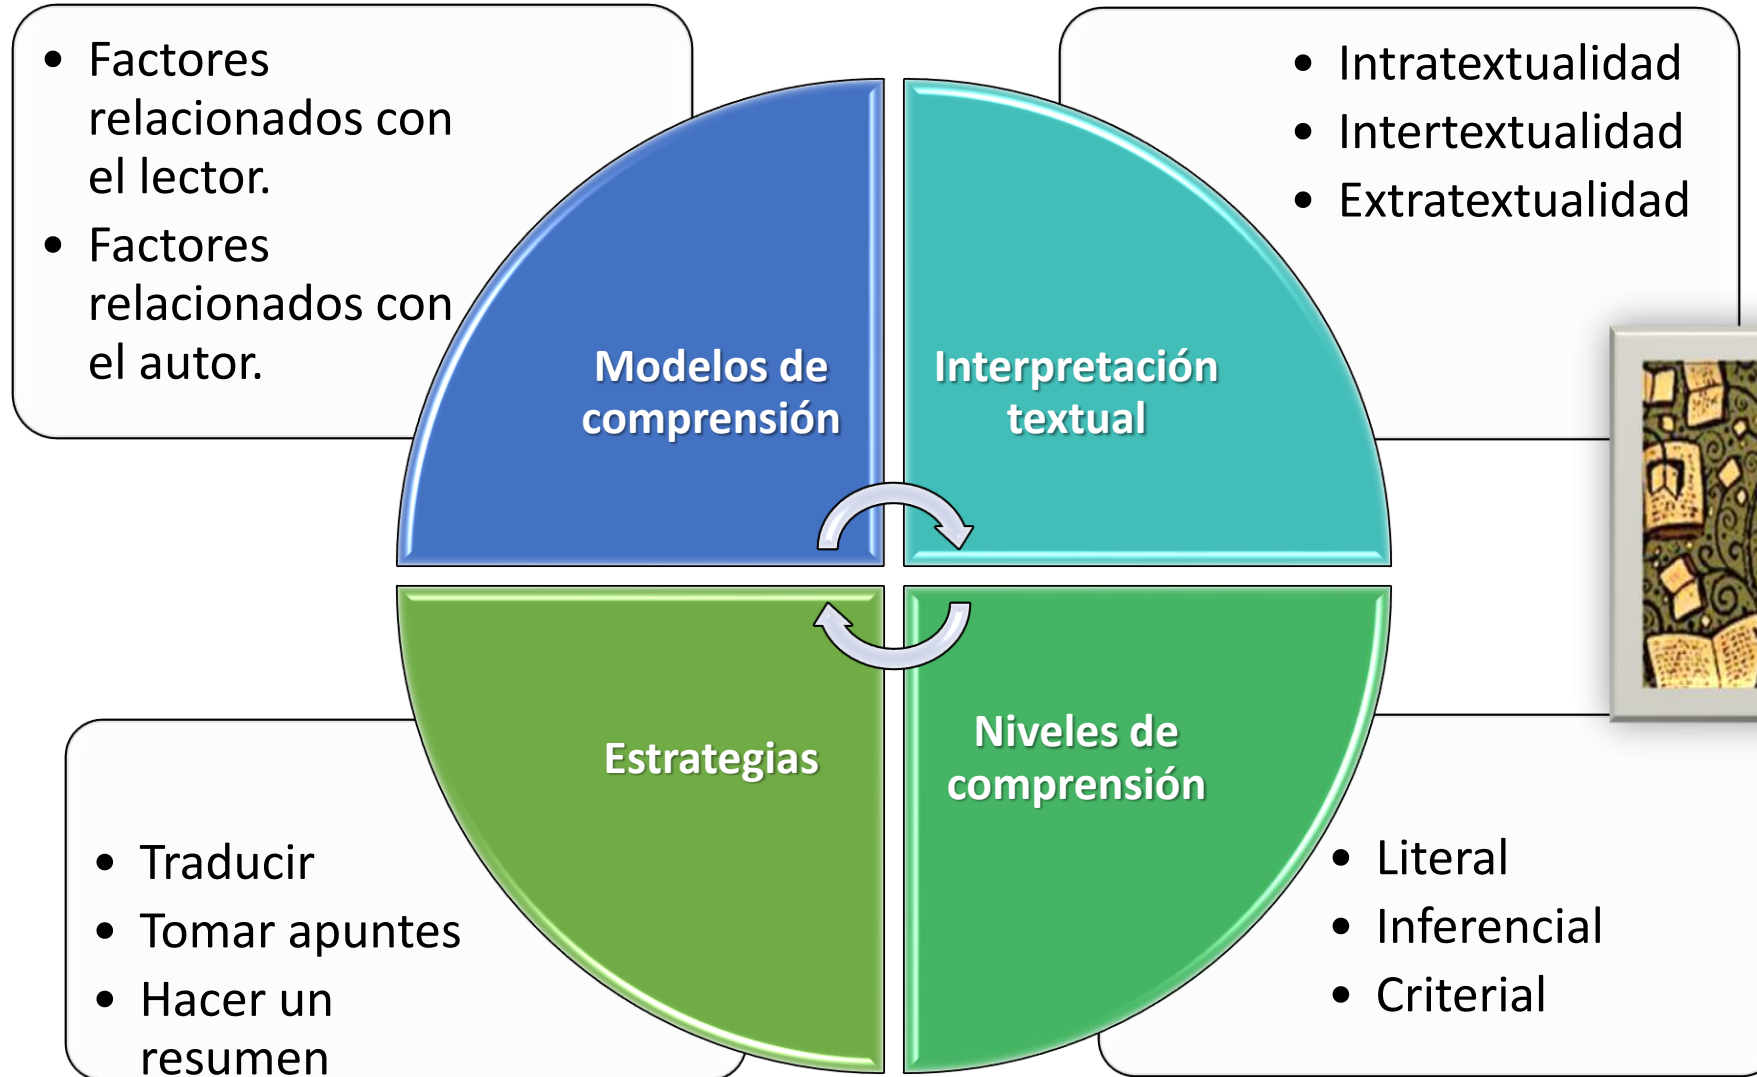 • Factores
relacionados con
el lector.
• Factores
relacionados con
el autor.
• Intratextualidad
• Intertextualidad
• Extratextualidad
Modelos de
comprensión
Interpretación
textual
Estrategias
Niveles de
comprensión
• Traducir
• Tomar apuntes
• Hacer un
resumen
• Literal
• Inferencial
• Criterial